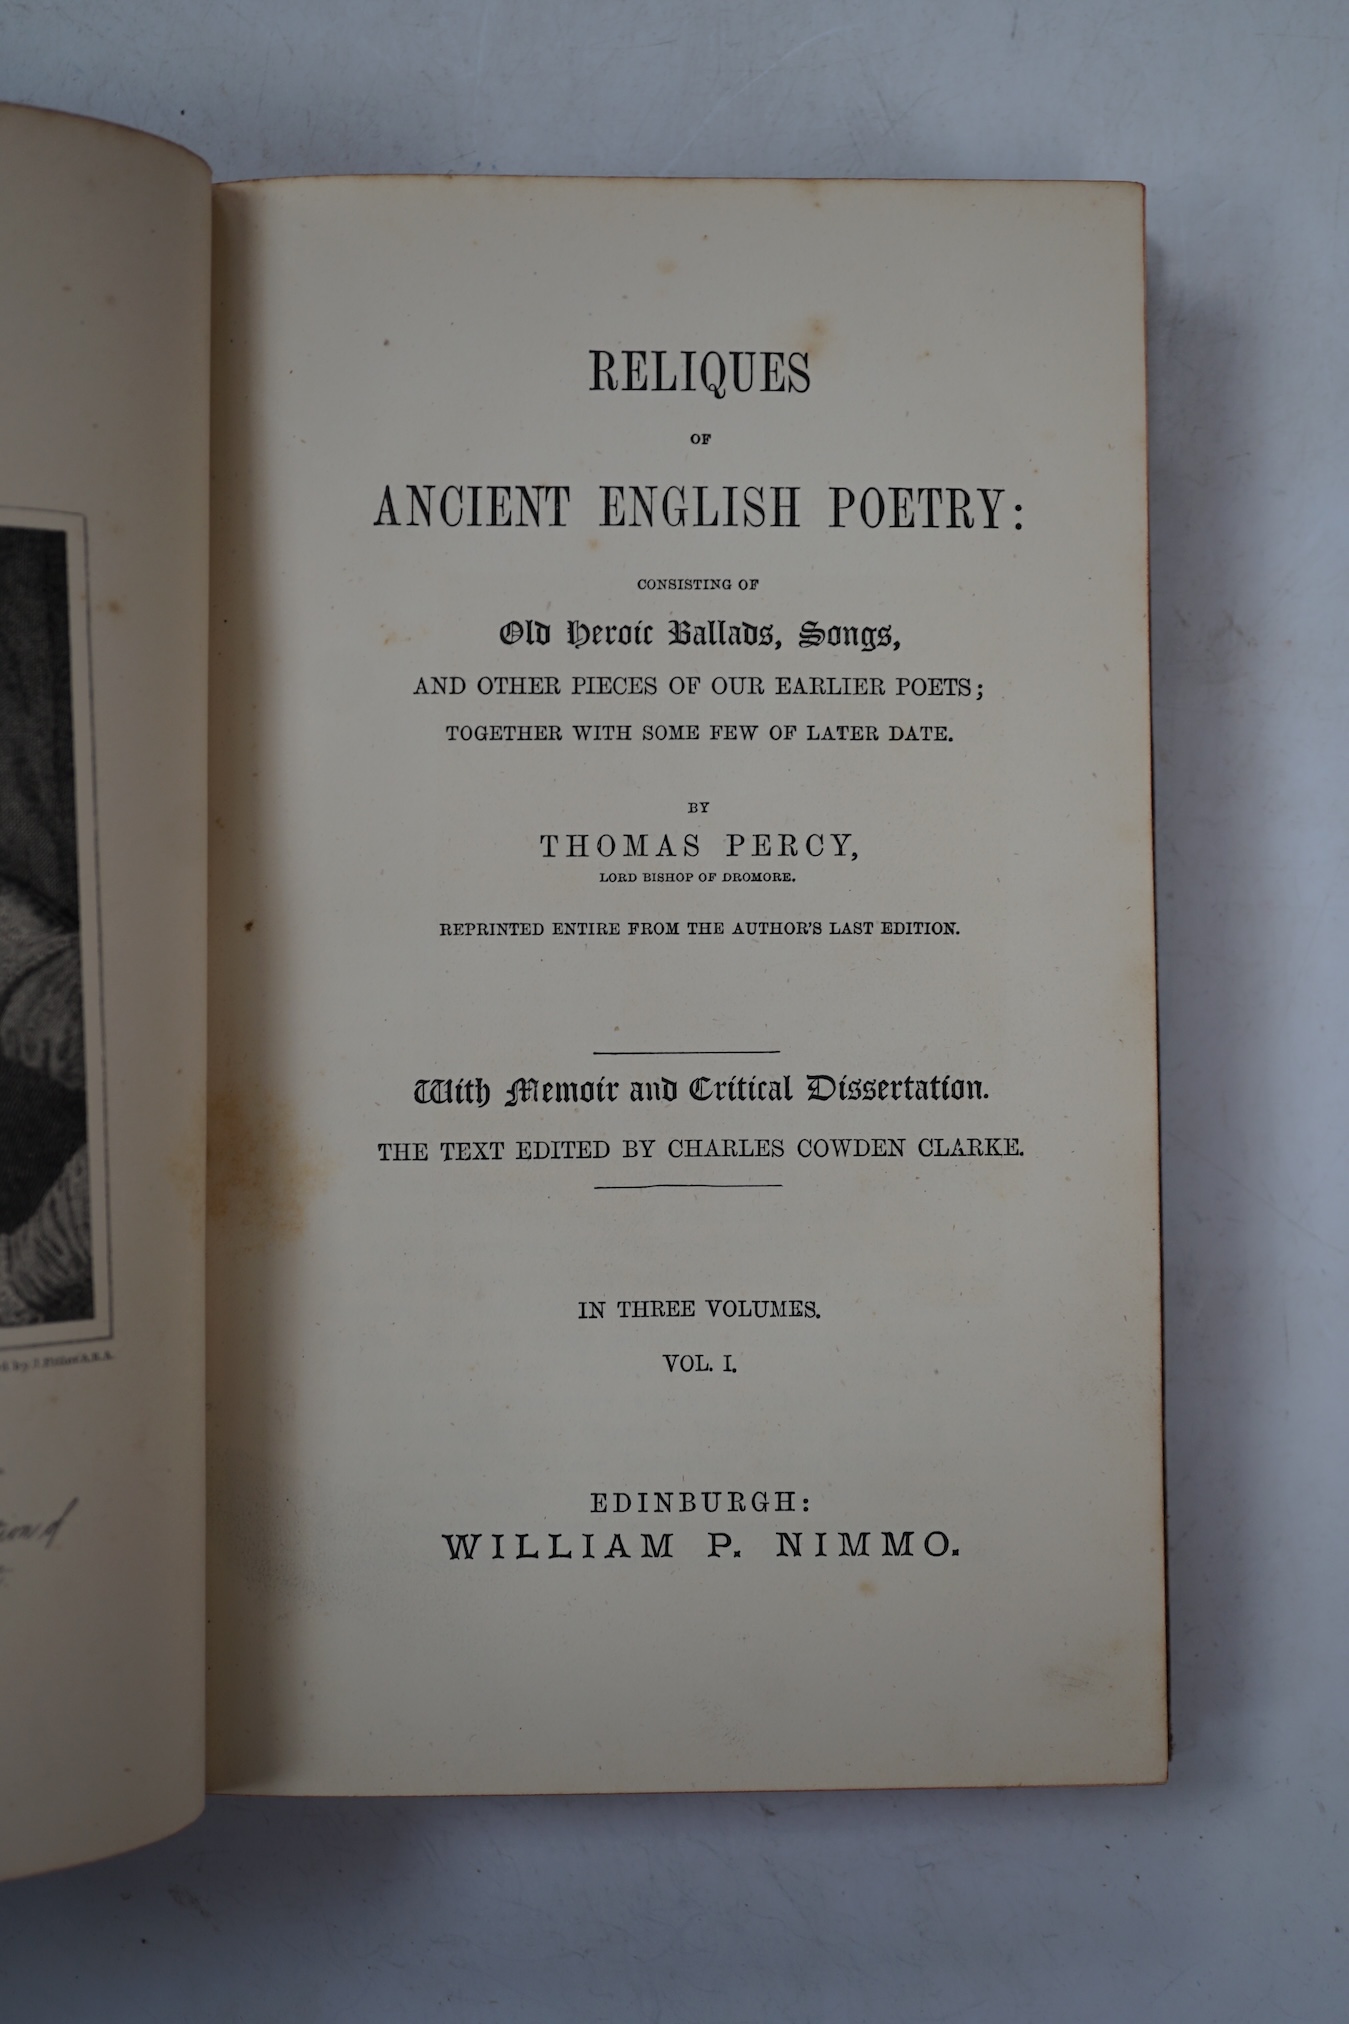 RELIQUES
OF
ANCIENT ENGLISH POETRY:
CONSISTING OF
Old Heroic Ballads, Songs,
AND OTHER PIECES OF OUR EARLIER POETS;
TOGETHER WITH SOME FEW OF LATER DATE.
BY
THOMAS PERCY,
LORD BISHOP OF DROMORE.
REPRINTED ENTIRE FROM THE AUTHOR'S LAST EDITION.
With Memoir and Critical Dissertation.
THE TEXT EDITED BY CHARLES COWDEN CLARKE.
IN THREE VOLUMES.
VOL. I.
EDINBURGH:
WILLIAM P. NIMMO.
by J. Fittler A.R.A.
of